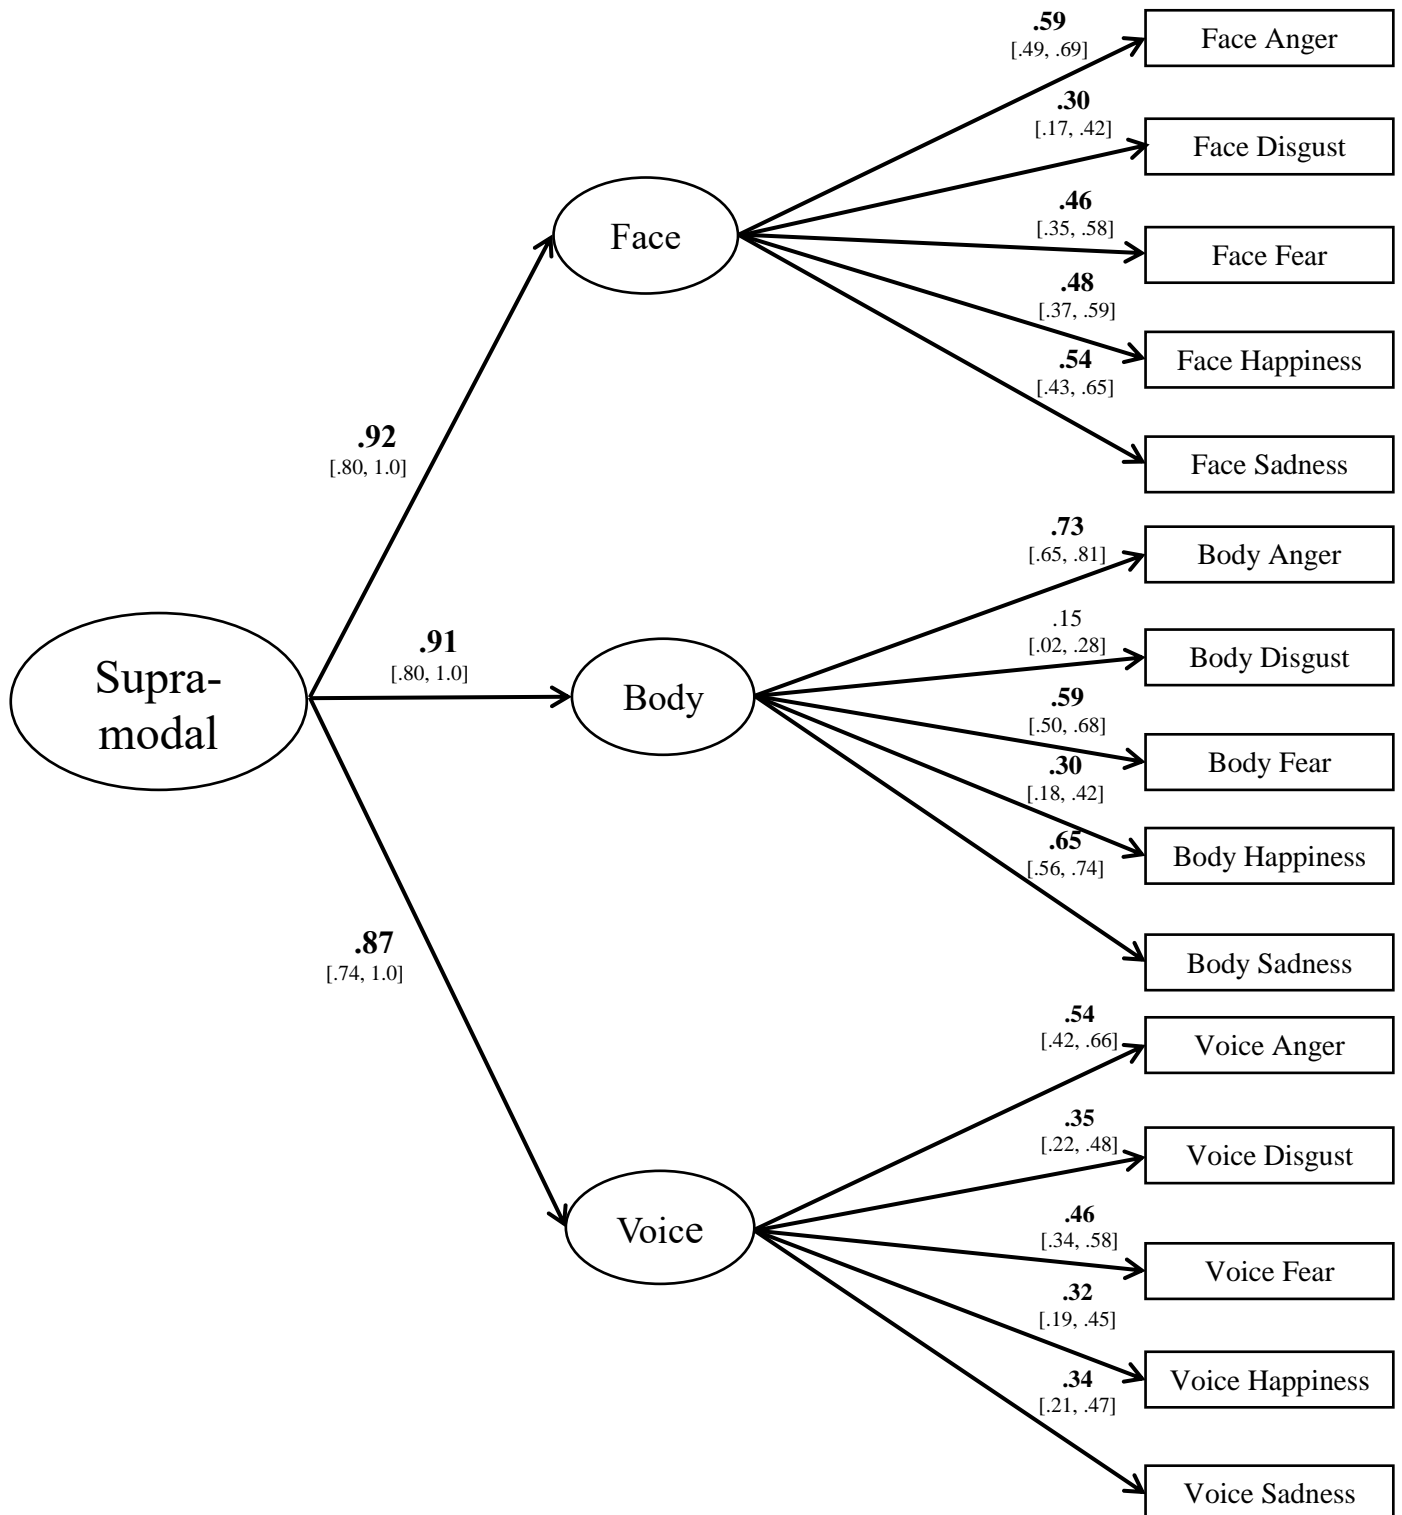 .59
[.49, .69]
Face Anger
.30
[.17, .42]
Face Disgust
.46
[.35, .58]
Face
Face Fear
.48
[.37, .59]
Face Happiness
.54
[.43, .65]
Face Sadness
.92
[.80, 1.0]
.73
[.65, .81]
Body Anger
.15
[.02, .28]
Body Disgust
.91
[.80, 1.0]
Supra-
modal
Body
.59
[.50, .68]
Body Fear
.30
[.18, .42]
Body Happiness
.65
[.56, .74]
Body Sadness
.87
[.74, 1.0]
.54
[.42, .66]
Voice Anger
.35
[.22, .48]
Voice Disgust
.46
[.34, .58]
Voice
Voice Fear
.32
[.19, .45]
Voice Happiness
.34
[.21, .47]
Voice Sadness